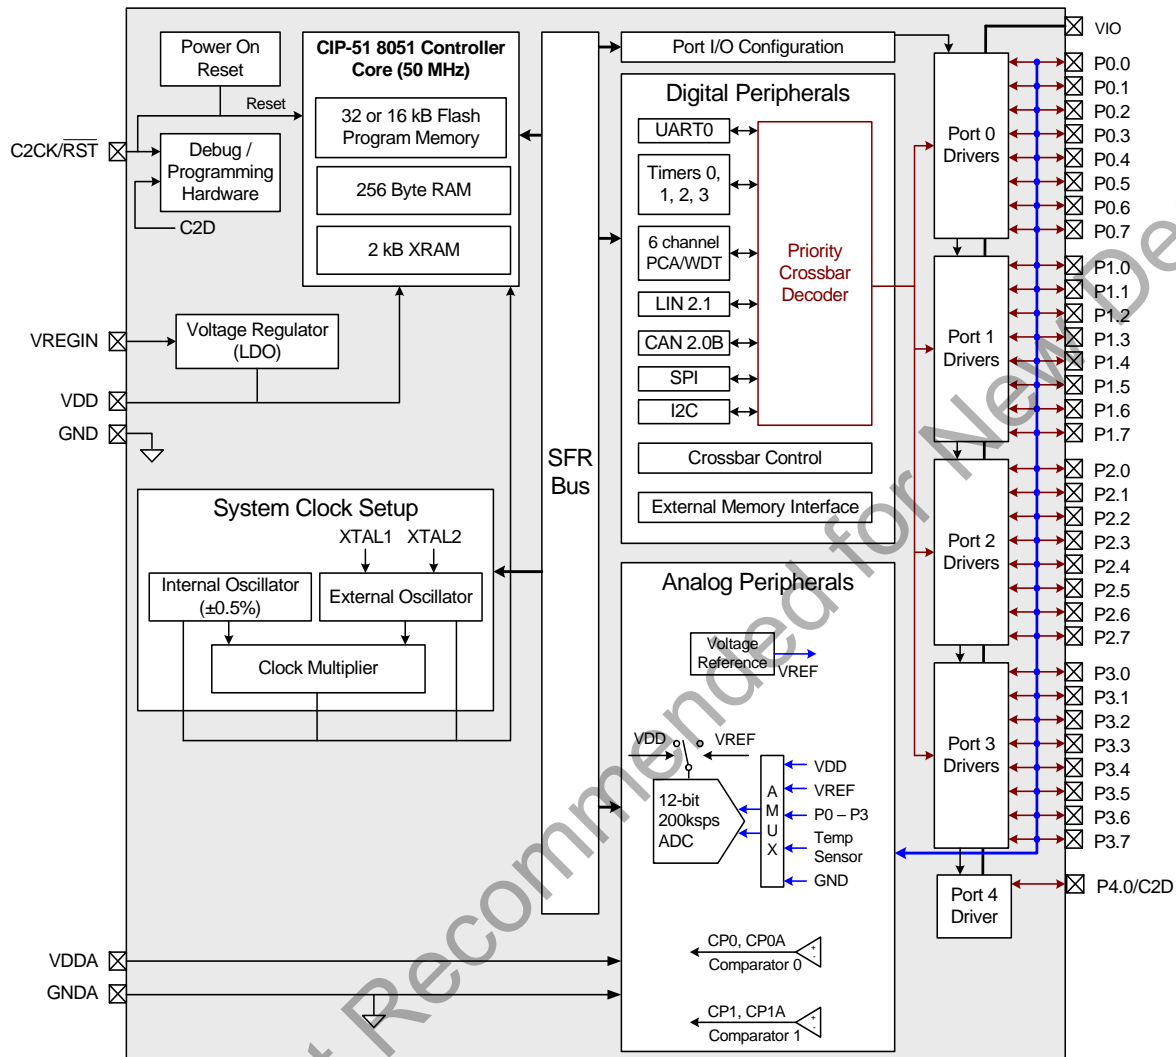 Power On
Reset
CIP-51 8051 Controller
Core (50 MHz)
32 or 16 kB Flash
Program Memory
256 Byte RAM
2 kB XRAM
Reset
C2CK/RST
Debug /
Programming
Hardware
C2D
VREGIN
Voltage Regulator
(LDO)
VDD
GND
System Clock Setup
XTAL1
XTAL2
Internal Oscillator
(±0.5%)
External Oscillator
Clock Multiplier
SFR
Bus
Port I/O Configuration
Digital Peripherals
UART0
Timers 0,
1, 2, 3
6 channel
PCA/WDT
LIN 2.1
CAN 2.0B
SPI
I2C
Priority
Crossbar
Decoder
Crossbar Control
External Memory Interface
Analog Peripherals
Voltage
Reference
VREF
VDD
VREF
12-bit
200ksps
ADC
A
M
U
X
VDD
VREF
P0 – P3
Temp
Sensor
GND
CP0, CP0A
Comparator 0
+
-
CP1, CP1A
Comparator 1
+
-
VDDA
GNDA
Port 0
Drivers
Port 1
Drivers
Port 2
Drivers
Port 3
Drivers
Port 4
Driver
VIO
P0.0
P0.1
P0.2
P0.3
P0.4
P0.5
P0.6
P0.7
P1.0
P1.1
P1.2
P1.3
P1.4
P1.5
P1.6
P1.7
P2.0
P2.1
P2.2
P2.3
P2.4
P2.5
P2.6
P2.7
P3.0
P3.1
P3.2
P3.3
P3.4
P3.5
P3.6
P3.7
P4.0/C2D
Recommended for New De